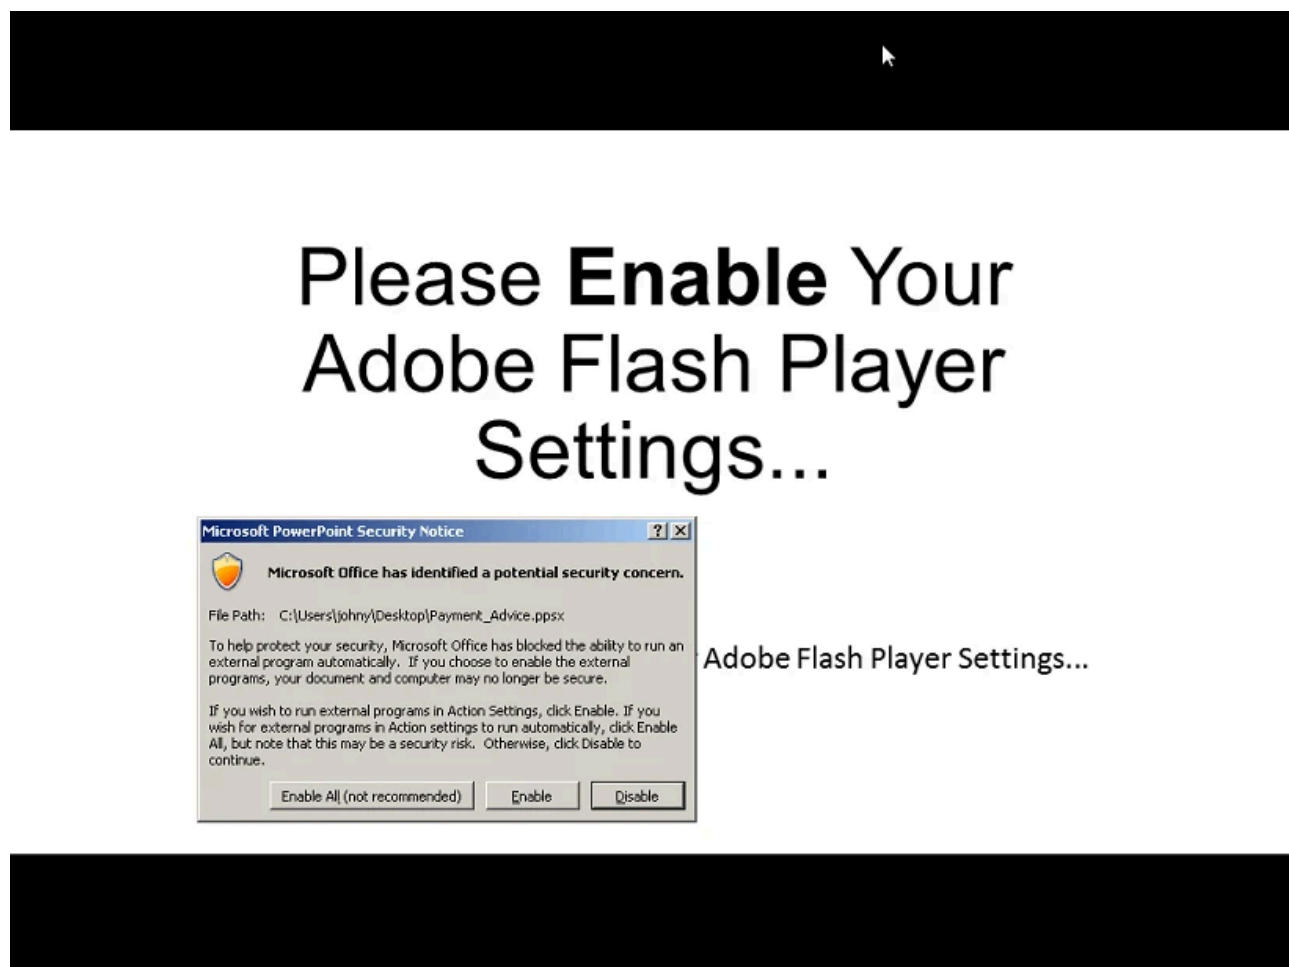 Please Enable Your
Adobe Flash Player
Settings...
Microsoft PowerPoint Security Notice
Microsoft Office has identified a potential security concern.
File Path: C:\Users\johny\Desktop\Payment_Advice.ppsx
To help protect your security, Microsoft Office has blocked the ability to run an
external program automatically. If you choose to enable the external
programs, your document and computer may no longer be secure.
Adobe Flash Player Settings...
If you wish to run external programs in Action Settings, click Enable. If you
wish for external programs in Action settings to run automatically, click Enable
All, but note that this may be a security risk. Otherwise, click Disable to
continue.
Enable All (not recommended) Enable Disable